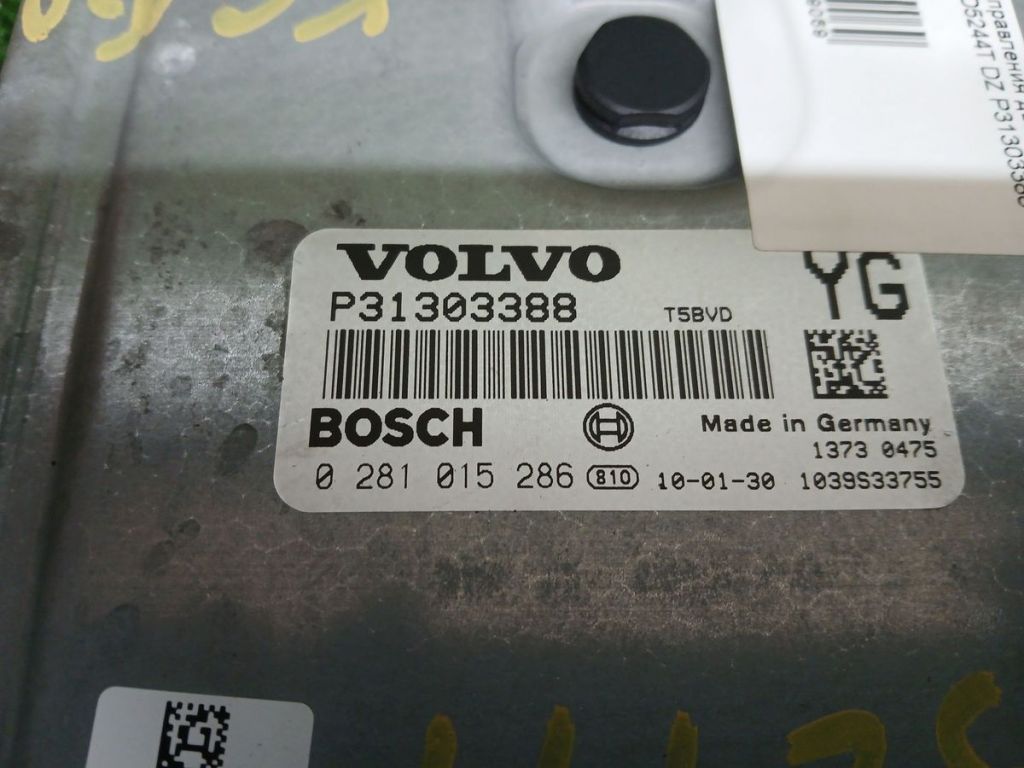 VOLVO
YG
P31303388
T5BVD
BOSCH
Made in Germany
1373 0475
0 281 015 286
810
10-01-30
1039S33755
D5244T DZ P31303388